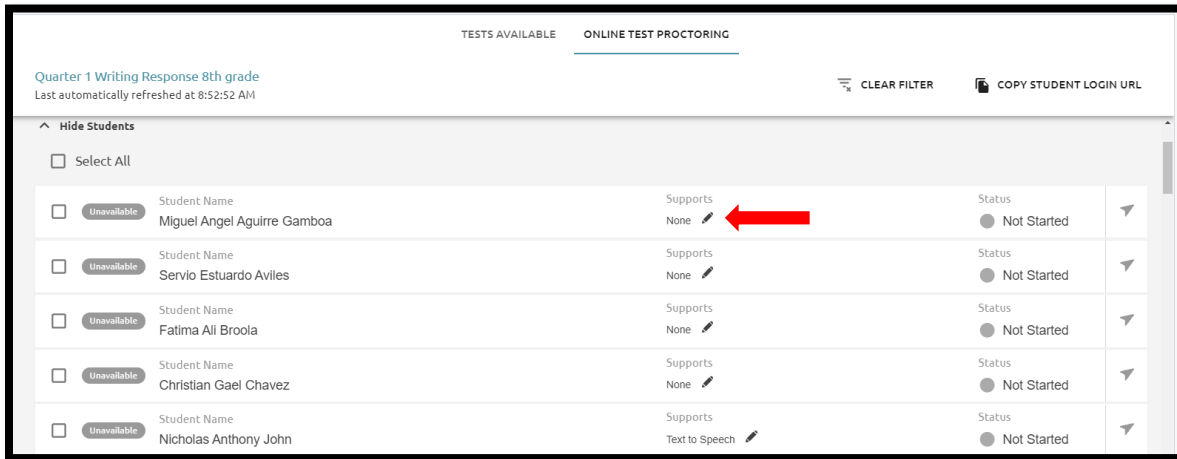 TESTS AVAILABLE ONLINE TEST PROCTORING
Quarter 1 Writing Response 8th grade
Last automatically refreshed at 8:52:52 AM
CLEAR FILTER COPY STUDENT LOGIN URL
Hide Students
Select All
Student Name Supports Status
Unavailable Miguel Angel Aguirre Gamboa None Not Started
Student Name Supports Status
Unavailable Servio Estuardo Aviles None Not Started
Student Name Supports Status
Unavailable Fatima Ali Broola None Not Started
Student Name Supports Status
Unavailable Christian Gael Chavez None Not Started
Student Name Supports Status
Unavailable Nicholas Anthony John Text to Speech Not Started